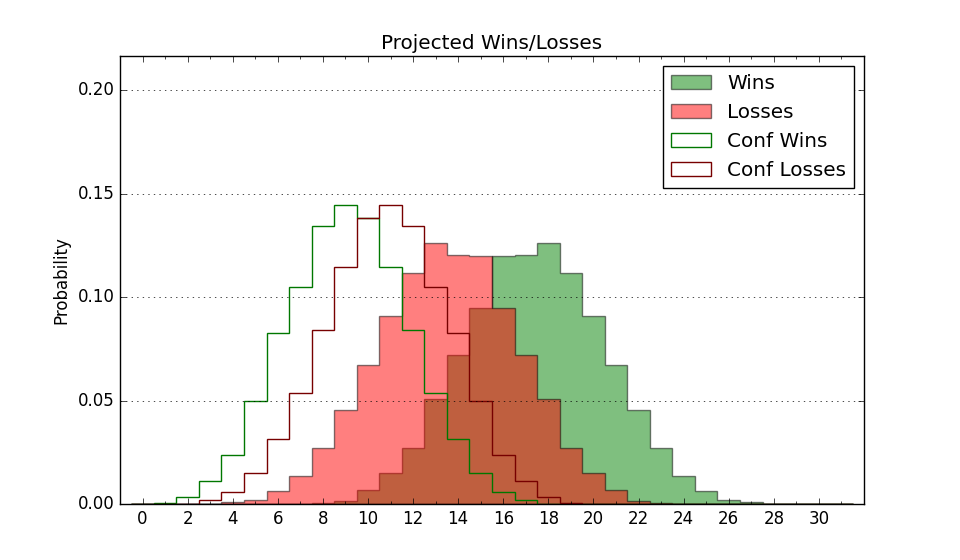 Projected Wins/Losses
Wins
Losses
Conf Wins
Conf Losses
Probability
0.20
0.15
0.10
0.05
0.00
0 2 4 6 8 10 12 14 16 18 20 22 24 26 28 30